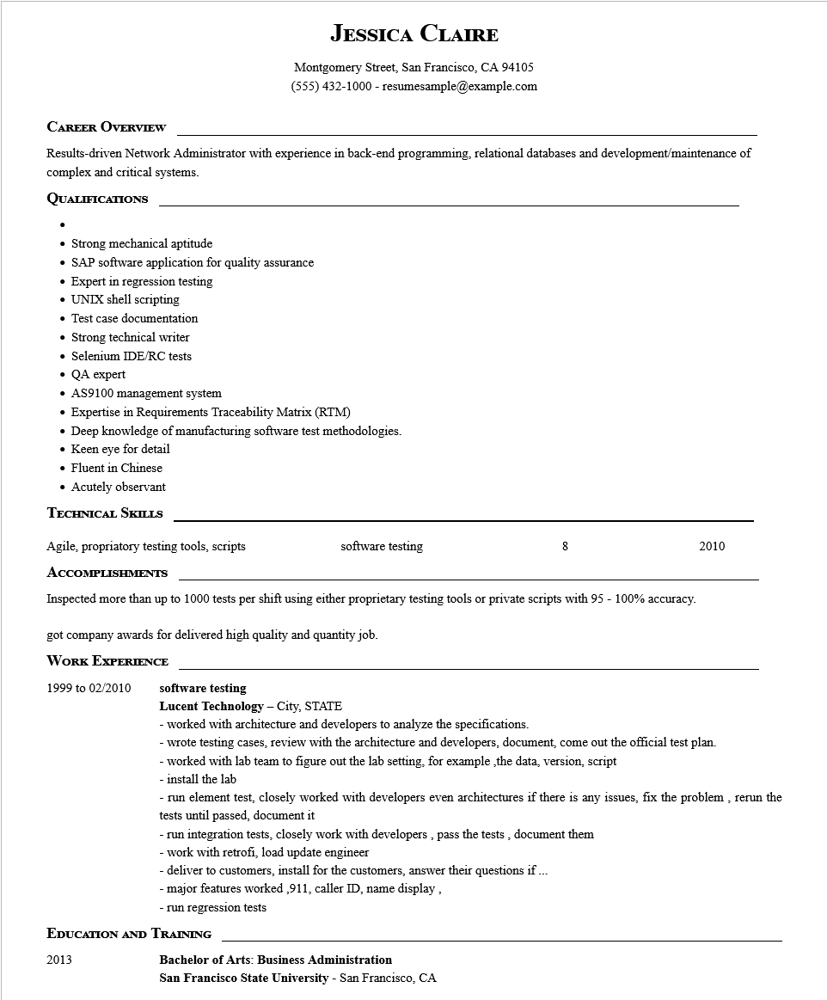 JESSICA CLAIRE
Montgomery Street, San Francisco, CA 94105
(555) 432-1000 - resumesample@example.com
CAREER OVERVIEW
Results-driven Network Administrator with experience in back-end programming, relational databases and development/maintenance of
complex and critical systems.
QUALIFICATIONS
•
• Strong mechanical aptitude
• SAP software application for quality assurance
• Expert in regression testing
• UNIX shell scripting
• Test case documentation
• Strong technical writer
• Selenium IDE/RC tests
• QA expert
• AS9100 management system
• Expertise in Requirements Traceability Matrix (RTM)
• Deep knowledge of manufacturing software test methodologies.
• Keen eye for detail
• Fluent in Chinese
• Acutely observant
TECHNICAL SKILLS
Agile, propriatory testing tools, scripts software testing 8 2010
ACCOMPLISHMENTS
Inspected more than up to 1000 tests per shift using either proprietary testing tools or private scripts with 95 - 100% accuracy.
got company awards for delivered high quality and quantity job.
WORK EXPERIENCE
1999 to 02/2010 software testing
Lucent Technology – City, STATE
- worked with architecture and developers to analyze the specifications.
- wrote testing cases, review with the architecture and developers, document, come out the official test plan.
- worked with lab team to figure out the lab setting, for example ,the data, version, script
- install the lab
- run element test, closely worked with developers even architectures if there is any issues, fix the problem , rerun the
tests until passed, document it
- run integration tests, closely work with developers , pass the tests , document them
- work with retrofi, load update engineer
- deliver to customers, install for the customers, answer their questions if ...
- major features worked ,911, caller ID, name display ,
- run regression tests
EDUCATION AND TRAINING
2013 Bachelor of Arts: Business Administration
San Francisco State University - San Francisco, CA